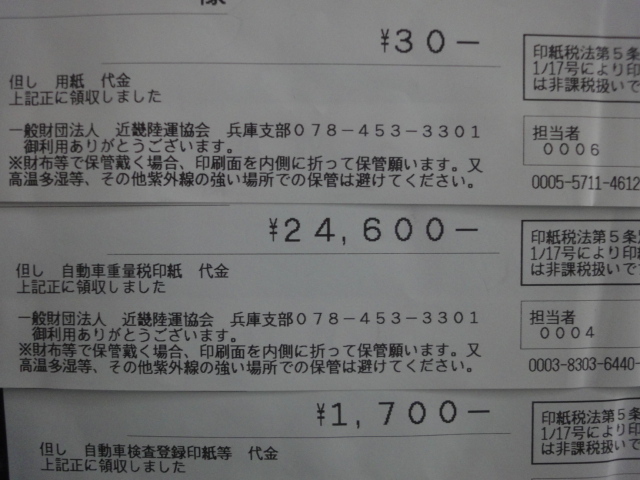 様
¥30－
印紙税法第5条
1/17号により印
は非課税扱いで
但し 用紙 代金
上記正に領収しました
一般財団法人 近畿陸運協会 兵庫支部078－453－3301
御利用ありがとうございます。
※財布等で保管戴く場合、印刷面を内側に折って保管願います。又
高温多湿等、その他紫外線の強い場所での保管は避けてください。
担当者
0006
0005-5711-4612
¥24,600－
印紙税法第5条
1/17号により印
は非課税扱いで
但し 自動車重量税印紙 代金
上記正に領収しました
一般財団法人 近畿陸運協会 兵庫支部078－453－3301
御利用ありがとうございます。
※財布等で保管戴く場合、印刷面を内側に折って保管願います。又
高温多湿等、その他紫外線の強い場所での保管は避けてください。
担当者
0004
0003-8303-6440-
¥1,700－
印紙税法第5条
1/17号により印
は非課税扱いで
但し 自動車検査登録印紙等 代金
上記正に領収しました